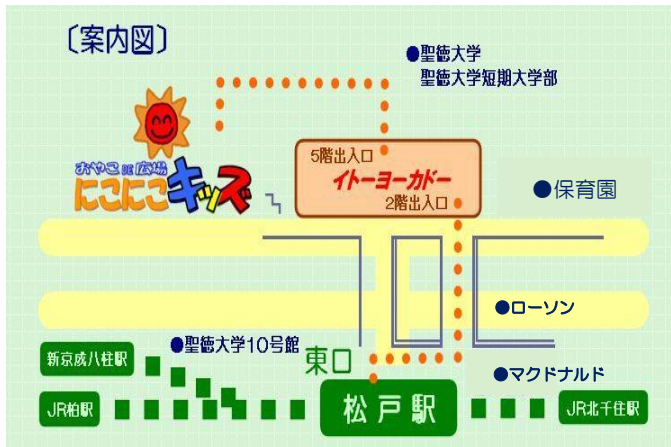 〔案内図〕
●聖徳大学
聖徳大学短期大学部
おやこDE広場
にこにこキッズ
5階出入口
イトーヨーカドー
2階出入口
●保育園
●ローソン
●聖徳大学10号館
東口
新京成八柱駅
●マクドナルド
JR柏駅
松戸駅
JR北千住駅